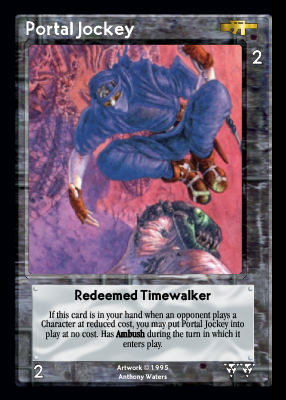 Portal Jockey
2
Redeemed Timewalker
If this card is in your hand when an opponent plays a
Character at reduced cost, you may put Portal Jockey into
play at no cost. Has Ambush during the turn in which it
enters play.
2
Artwork © 1995
Anthony Waters